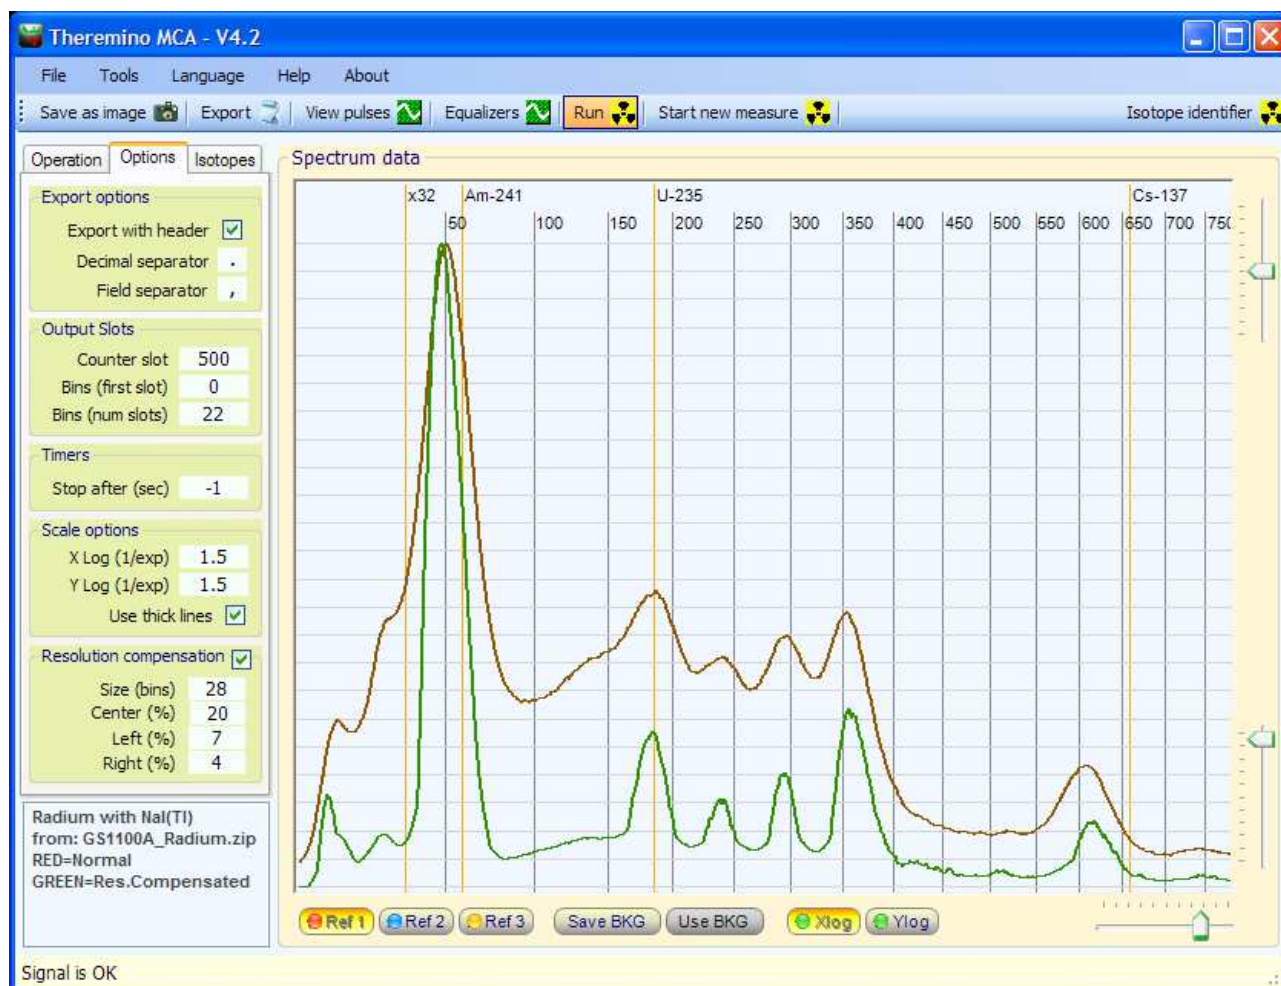 Theremino MCA - V4.2
File Tools Language Help About
Save as image Export View pulses Equalizers Run Start new measure Isotope identifier
Operation Options Isotopes
Export options
Export with header
Decimal separator .
Field separator ,
Output Slots
Counter slot 500
Bins (first slot) 0
Bins (num slots) 22
Timers
Stop after (sec) -1
Scale options
X Log (1/exp) 1.5
Y Log (1/exp) 1.5
Use thick lines
Resolution compensation
Size (bins) 28
Center (%) 20
Left (%) 7
Right (%) 4
Radium with NaI(Tl)
from: GS1100A_Radium.zip
RED=Normal
GREEN=Res.Compensated
Spectrum data
x32 Am-241 U-235 Cs-137
50 100 150 200 250 300 350 400 450 500 550 600 650 700 750
Ref 1 Ref 2 Ref 3 Save BKG Use BKG Xlog Ylog
Signal is OK